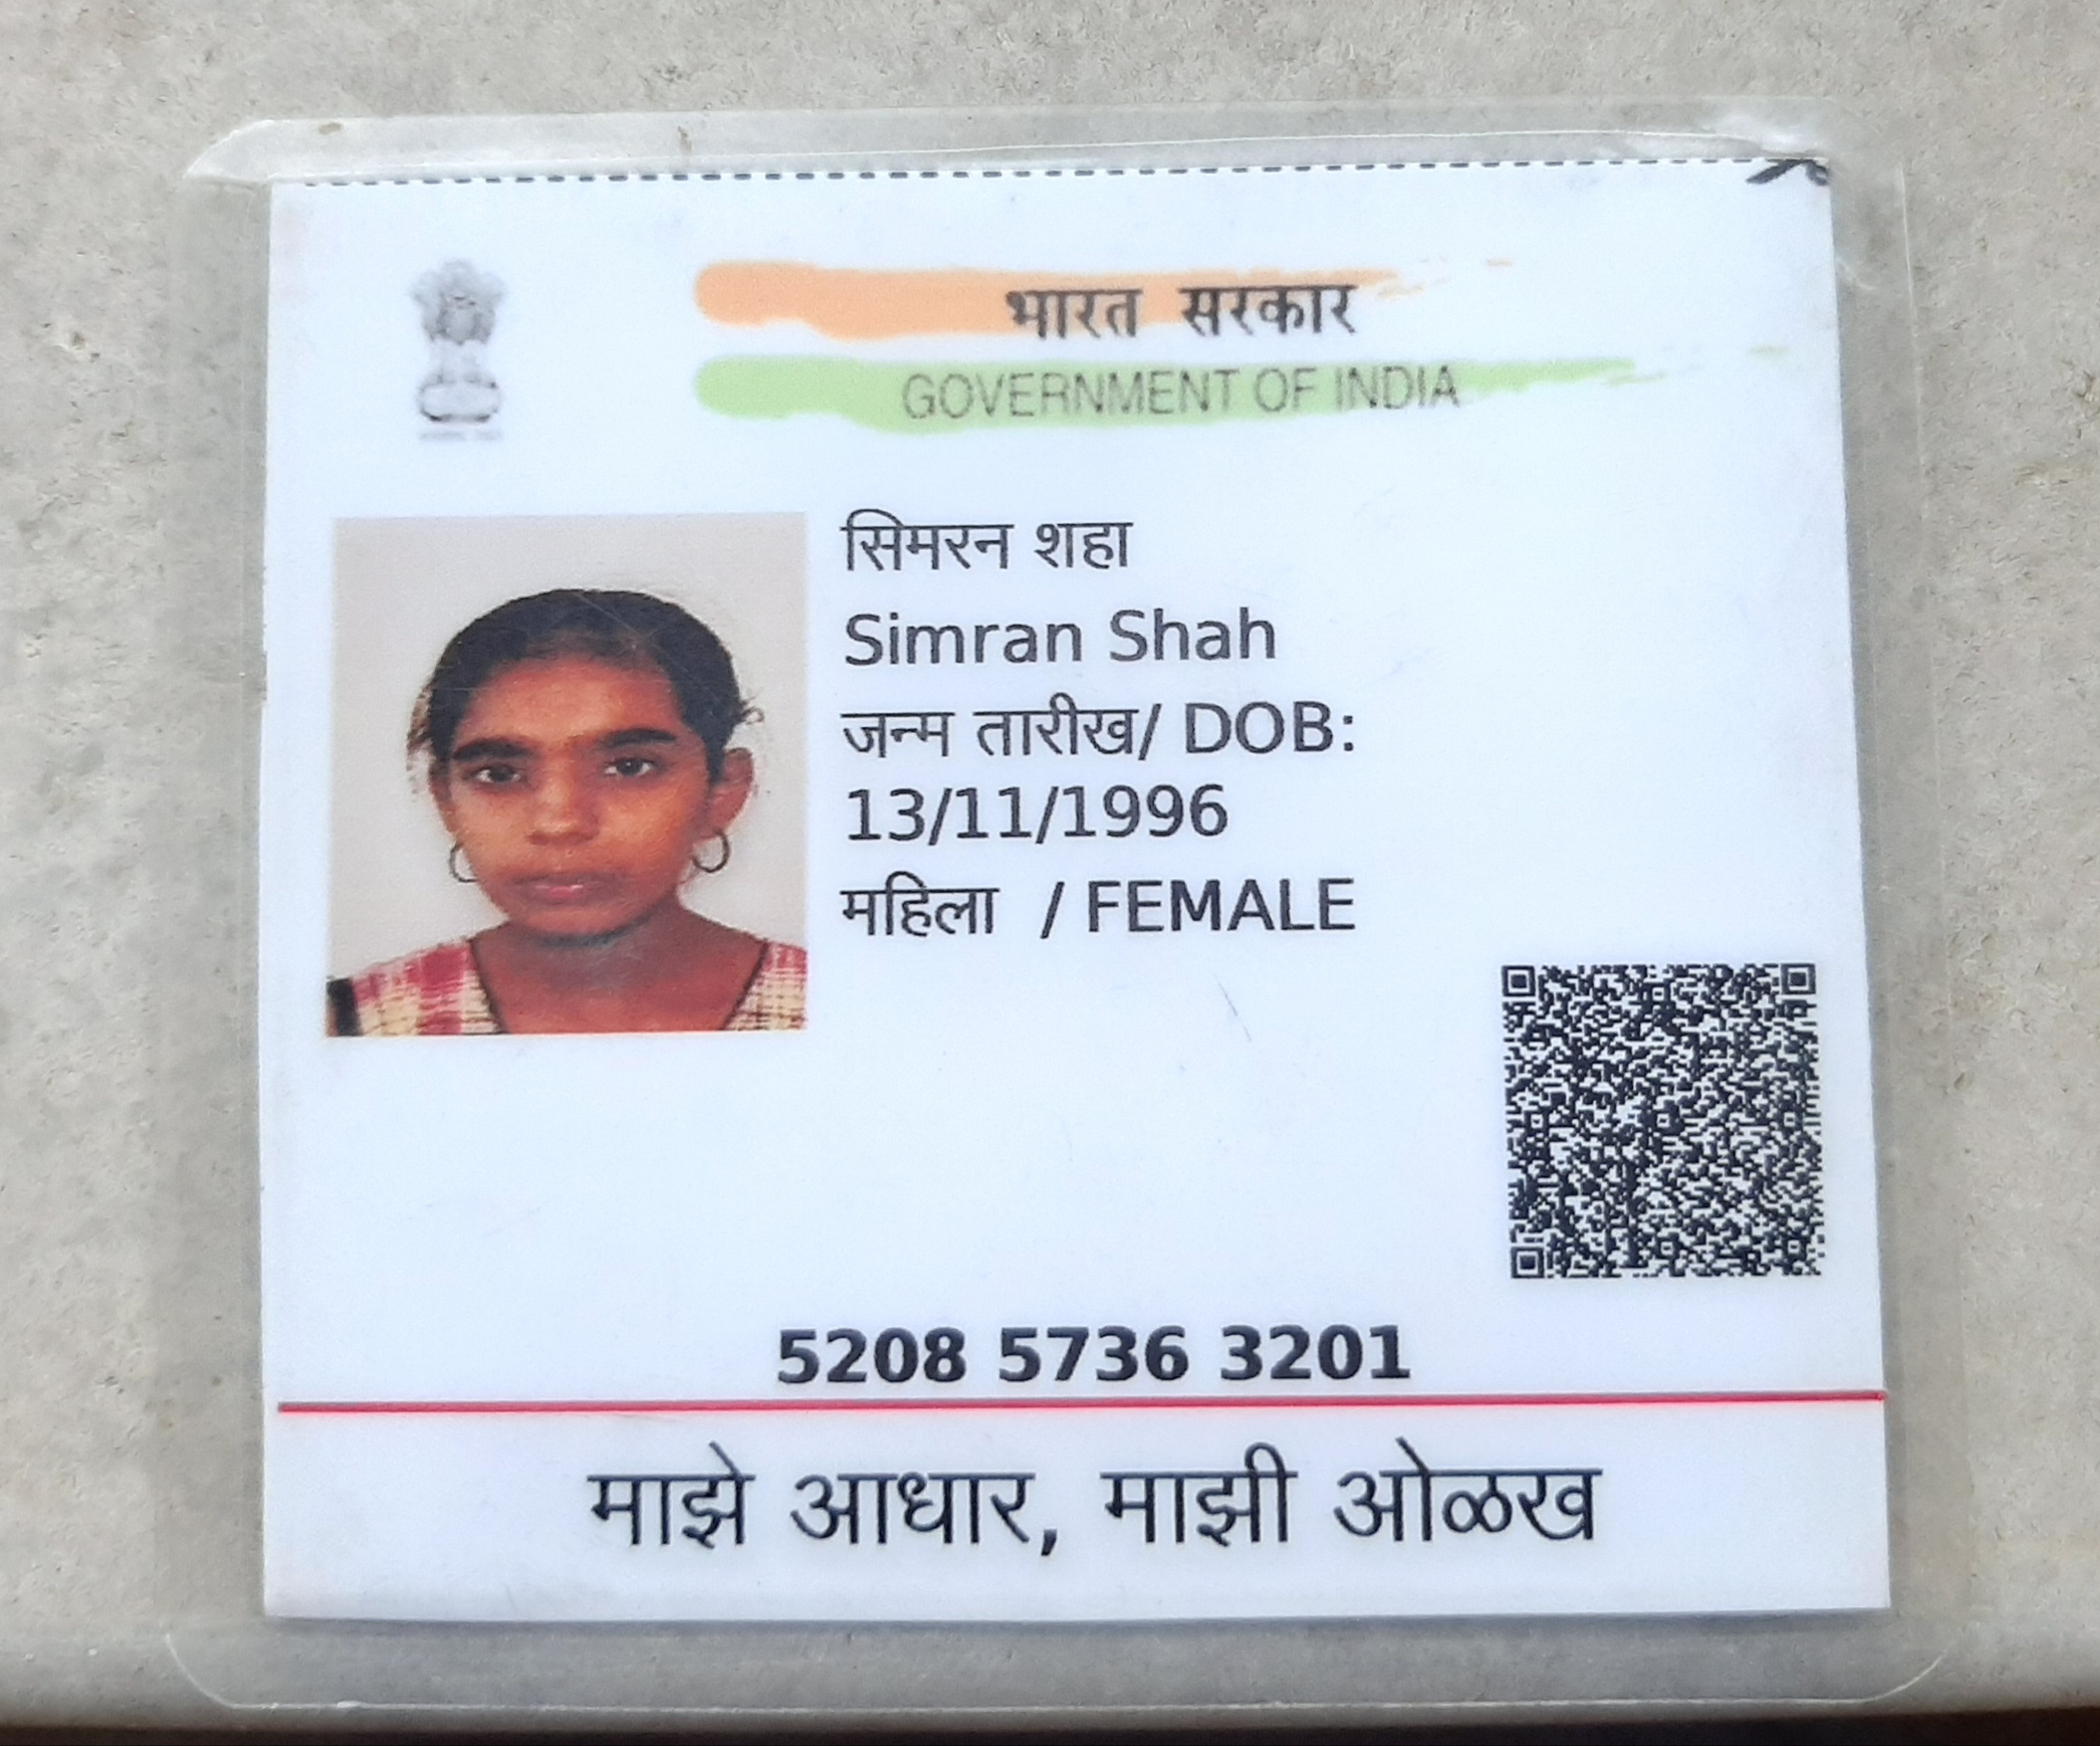 भारत सरकार
GOVERNMENT OF INDIA
सिमरन शहा
Simran Shah
जन्म तारीख/ DOB:
13/11/1996
महिला / FEMALE
5208 5736 3201
माझे आधार, माझी ओळख